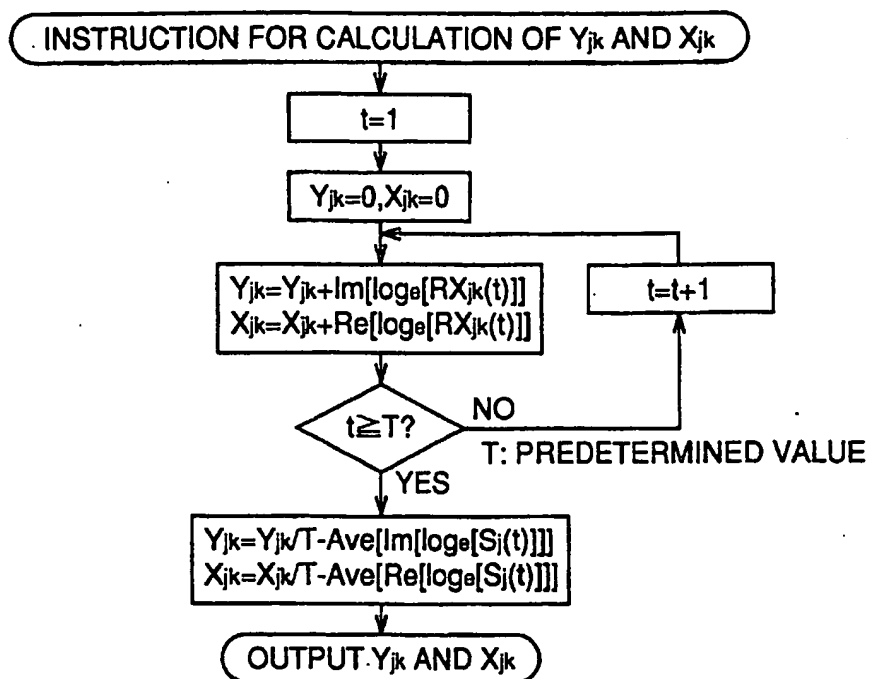 INSTRUCTION FOR CALCULATION OF Yjk AND Xjk
t=1
Yjk=0,Xjk=0
Yjk=Yjk+Im[loge[RXjk(t)]]
Xjk=Xjk+Re[loge[RXjk(t)]]
t=t+1
t≧T?
NO
T: PREDETERMINED VALUE
YES
Yjk=Yjk/T-Ave[Im[loge[Sj(t)]]]
Xjk=Xjk/T-Ave[Re[loge[Sj(t)]]]
OUTPUT Yjk AND Xjk